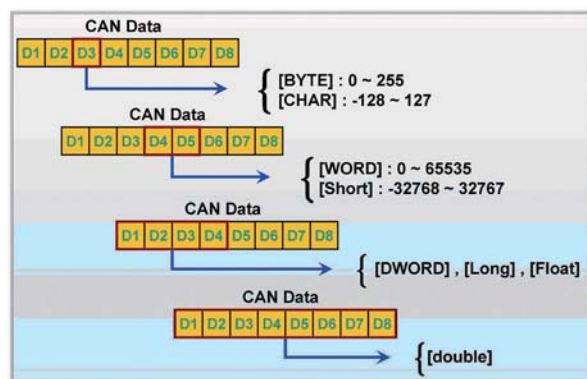 CAN Data
D1 D2 D3 D4 D5 D6 D7 D8
[BYTE] : 0 ~ 255
[CHAR] : -128 ~ 127
CAN Data
D1 D2 D3 D4 D5 D6 D7 D8
[WORD] : 0 ~ 65535
[Short] : -32768 ~ 32767
CAN Data
D1 D2 D3 D4 D5 D6 D7 D8
[DWORD] , [Long] , [Float]
CAN Data
D1 D2 D3 D4 D5 D6 D7 D8
[double]